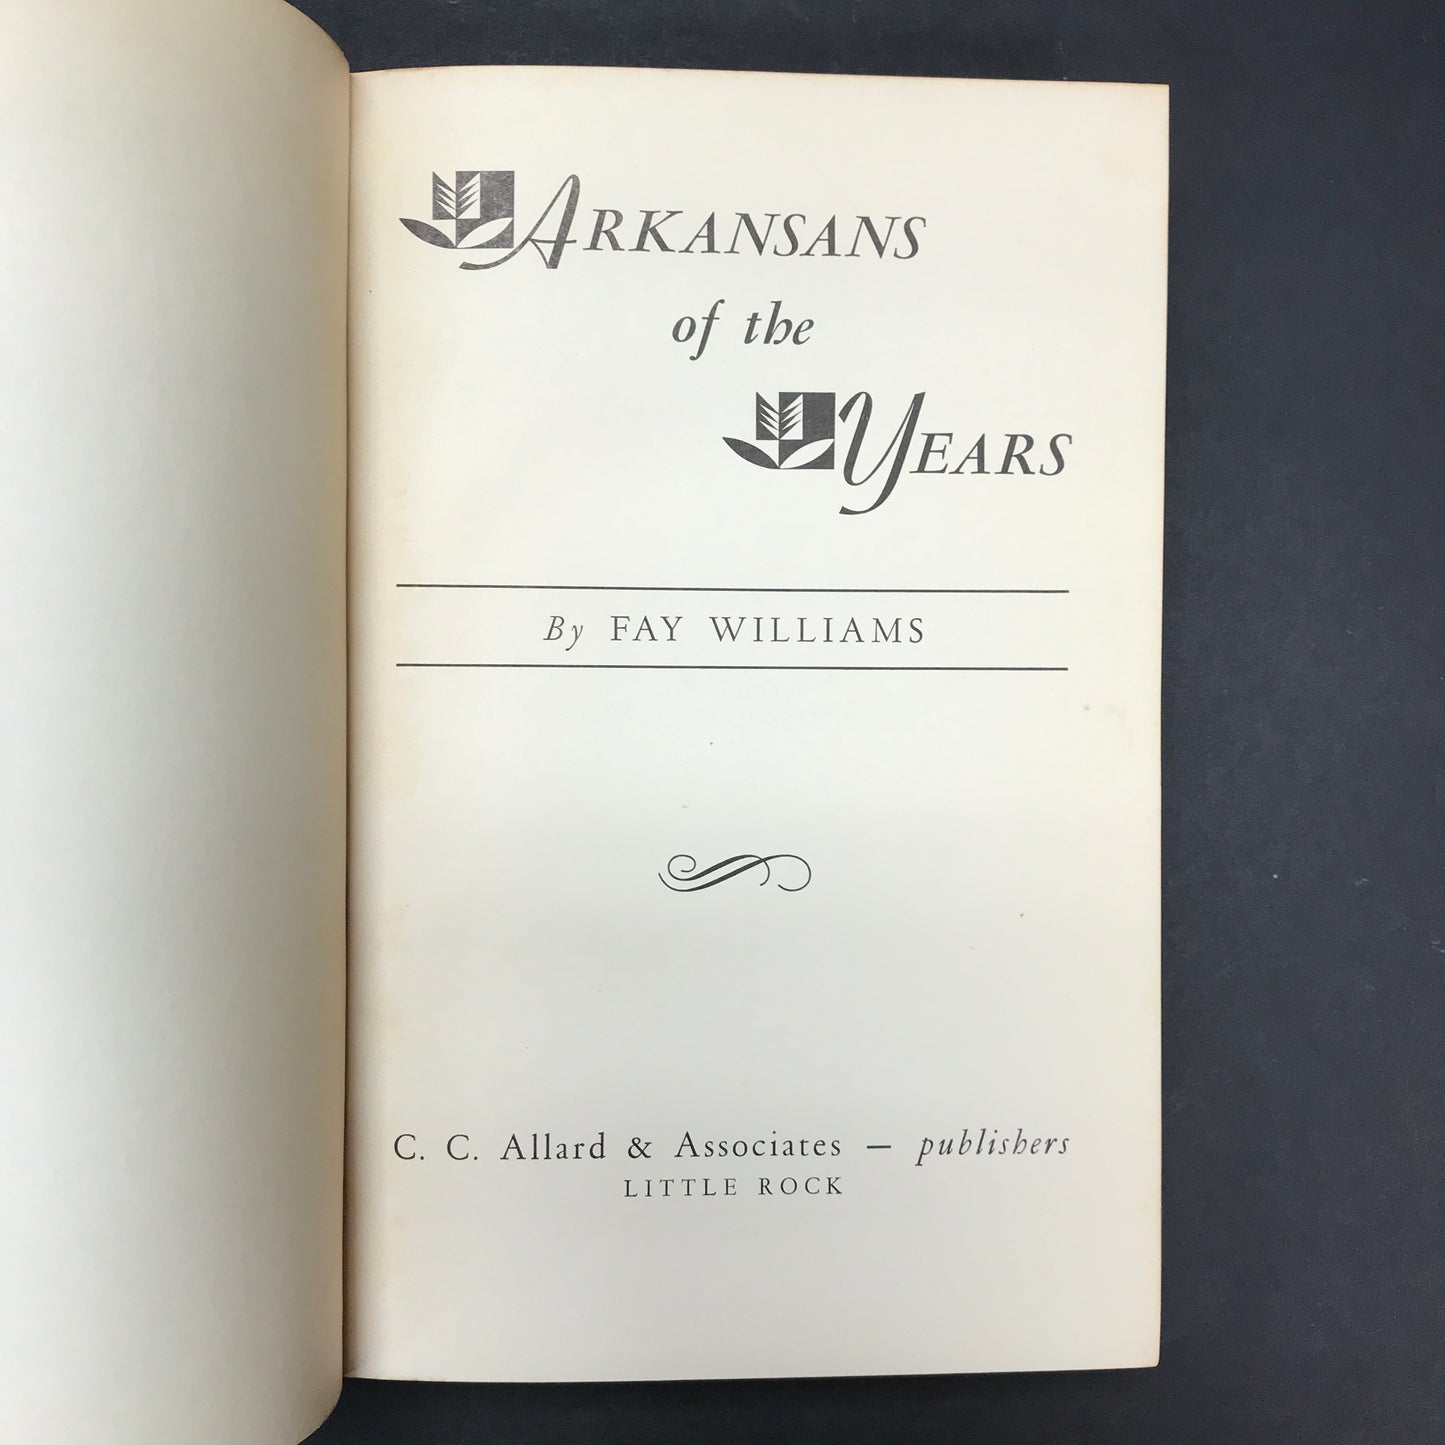 ARKANSANS
of the
YEARS
By FAY WILLIAMS
C. C. Allard & Associates — publishers
LITTLE ROCK